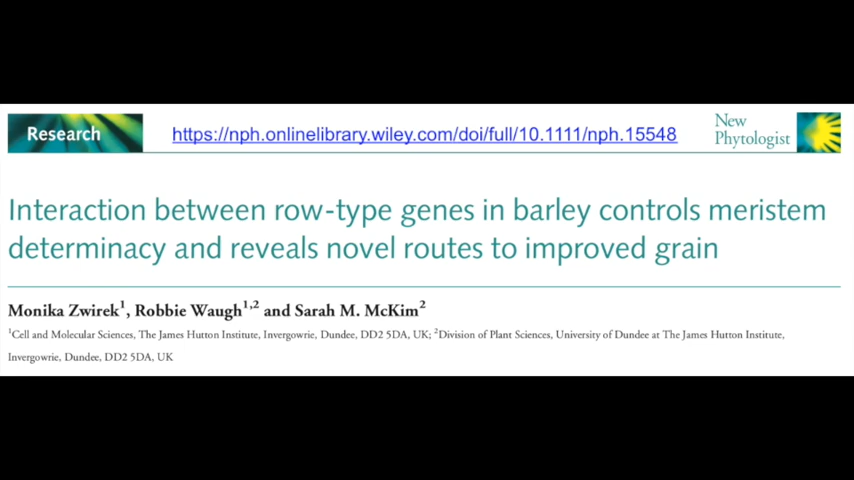 Research
https://nph.onlinelibrary.wiley.com/doi/full/10.1111/nph.15548
New
Phytologist
Interaction between row-type genes in barley controls meristem
determinacy and reveals novel routes to improved grain
Monika Zwirek1, Robbie Waugh1,2 and Sarah M. McKim2
1Cell and Molecular Sciences, The James Hutton Institute, Invergowrie, Dundee, DD2 5DA, UK; 2Division of Plant Sciences, University of Dundee at The James Hutton Institute,
Invergowrie, Dundee, DD2 5DA, UK